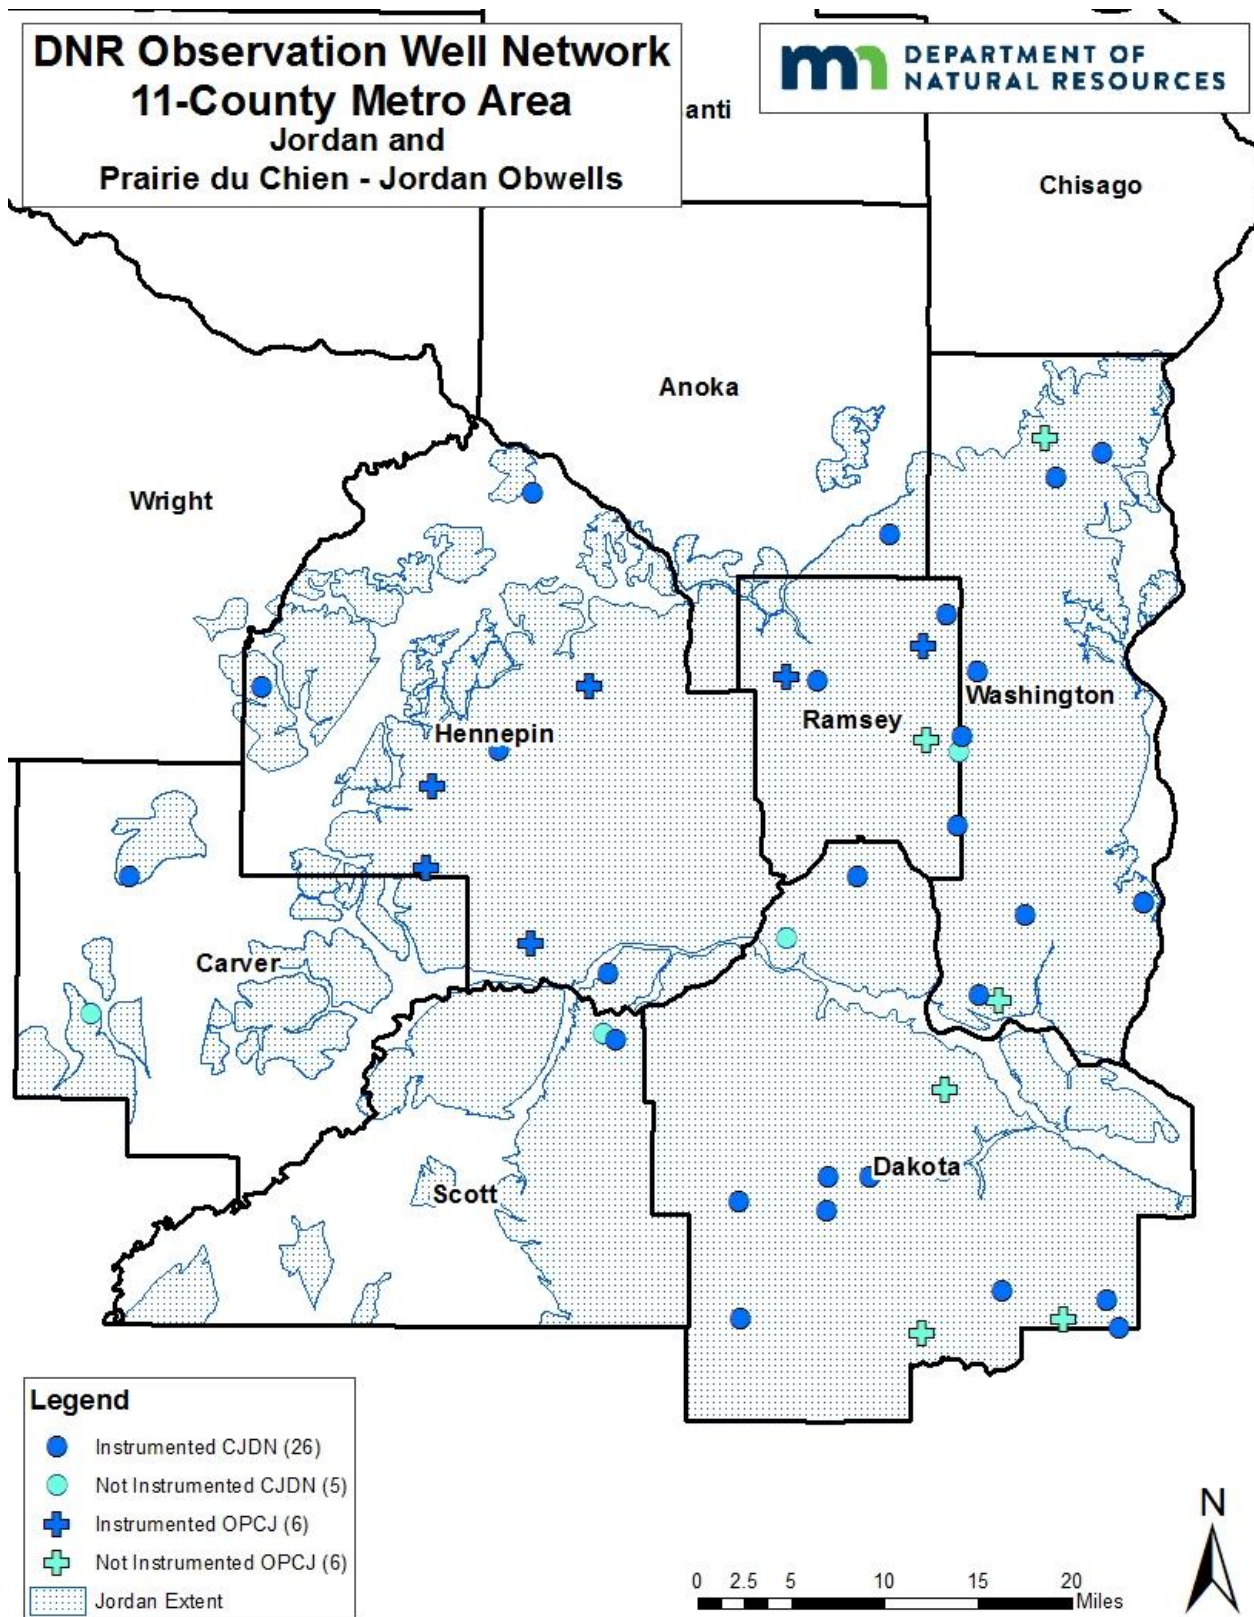 DNR Observation Well Network
11-County Metro Area
Jordan and
Prairie du Chien - Jordan Obwells
mn DEPARTMENT OF
NATURAL RESOURCES
anti
Chisago
Anoka
Wright
Washington
Ramsey
Hennepin
Carver
Dakota
Scott
Legend
Instrumented CJDN (26)
Not Instrumented CJDN (5)
Instrumented OPCJ (6)
Not Instrumented OPCJ (6)
Jordan Extent
N
0 2.5 5 10 15 20
Miles